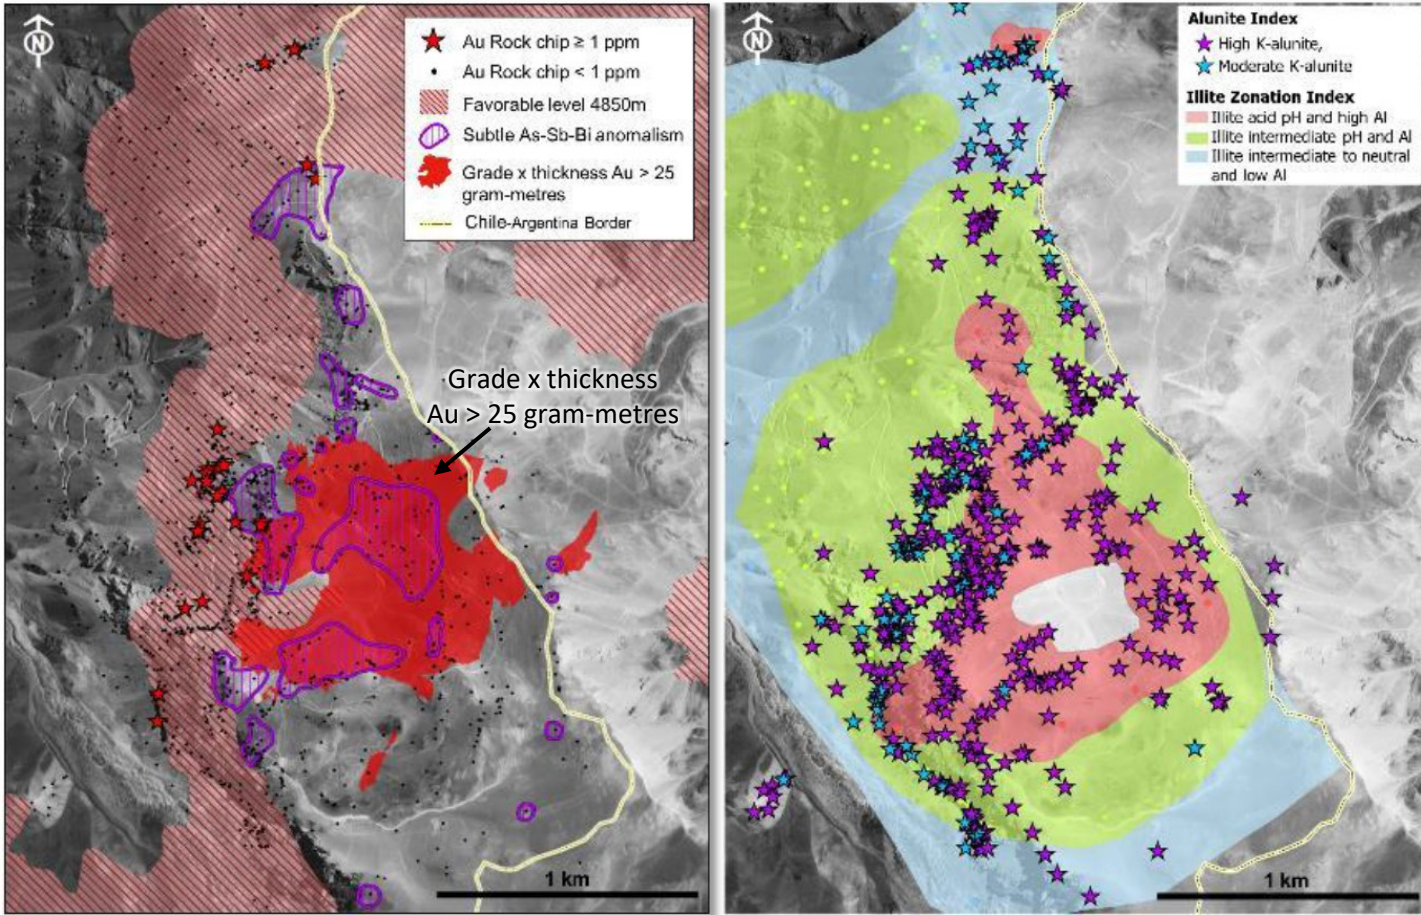 N
Au Rock chip ≥ 1 ppm
Au Rock chip < 1 ppm
Favorable level 4850m
Subtle As-Sb-Bi anomalism
Grade x thickness Au > 25
gram-metres
Chile-Argentina Border
Grade x thickness
Au > 25 gram-metres
1 km
N
Alunite Index
High K-alunite,
Moderate K-alunite
Illite Zonation Index
Illite acid pH and high Al
Illite intermediate pH and Al
Illite intermediate to neutral
and low Al
1 km